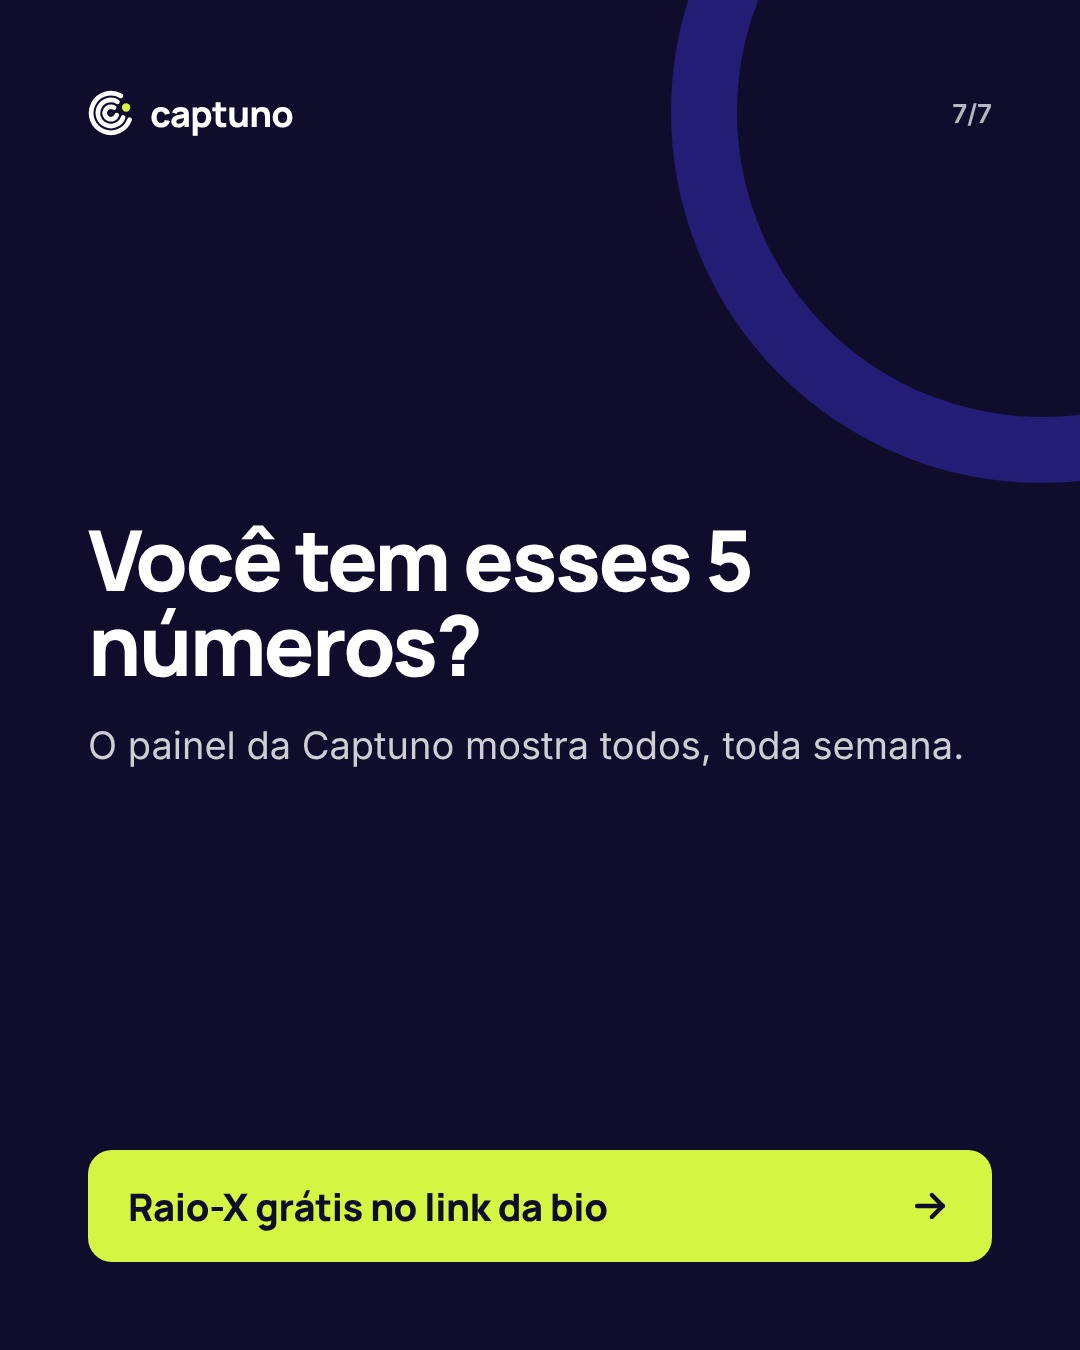 captuno
7/7
Você tem esses 5
números?
O painel da Captuno mostra todos, toda semana.
Raio-X grátis no link da bio